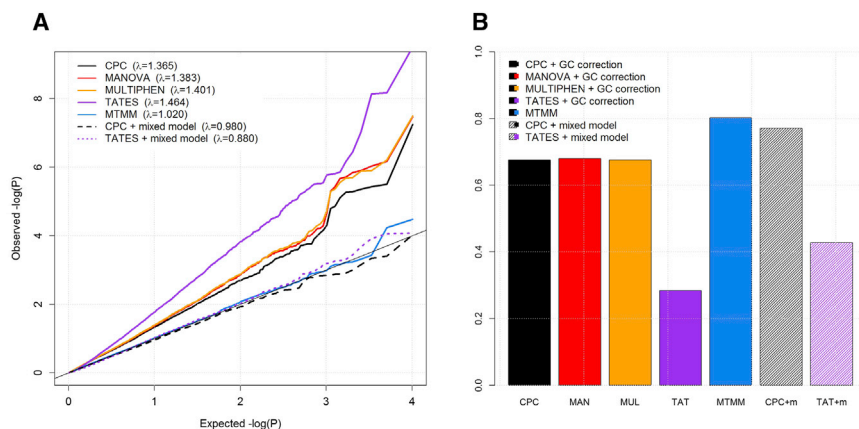 A
CPC (λ=1.365)
MANOVA (λ=1.383)
MULTIPHEN (λ=1.401)
TATES (λ=1.464)
MTMM (λ=1.020)
CPC + mixed model (λ=0.980)
TATES + mixed model (λ=0.880)
Observed -log(P)
8
6
4
2
0
0 1 2 3 4
Expected -log(P)
B
CPC + GC correction
MANOVA + GC correction
MULTIPHEN + GC correction
TATES + GC correction
MTMM
CPC + mixed model
TATES + mixed model
1.0
0.8
0.6
0.4
0.2
0.0
CPC MAN MUL TAT MTMM CPC+m TAT+m